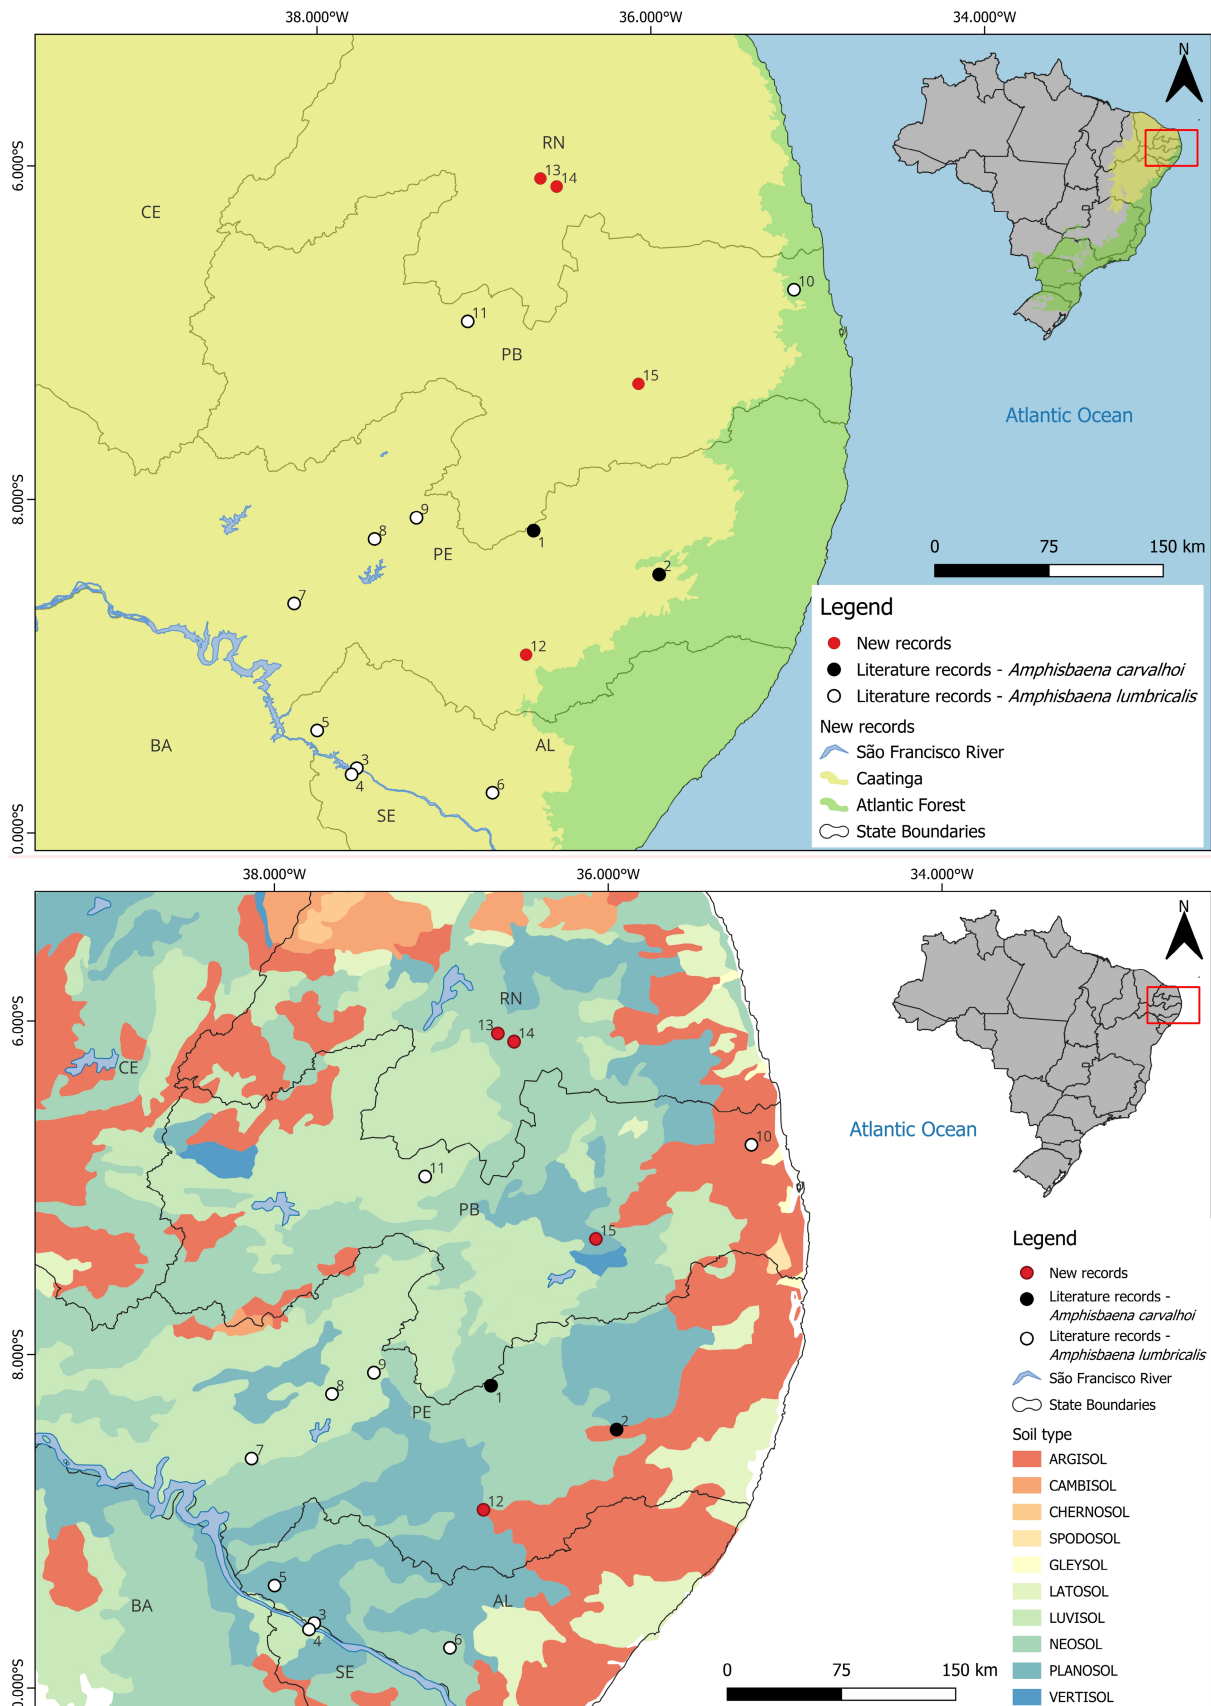 38.000°W 36.000°W 34.000°W
N
RN
6.000°S
13
14
CE
10
11
PB
15
Atlantic Ocean
8.000°S
9
8
1
PE
2
0 75 150 km
7
Legend
New records
12
Literature records - Amphisbaena carvalhoi
Literature records - Amphisbaena lumbricalis
New records
5
São Francisco River
BA
AL
3
4
Caatinga
6
Atlantic Forest
SE
State Boundaries
0.000°S
38.000°W 36.000°W 34.000°W
N
RN
6.000°S
13
14
CE
Atlantic Ocean
10
11
PB
15
Legend
New records
Literature records -
Amphisbaena carvalhoi
Literature records -
Amphisbaena lumbricalis
8.000°S
9
São Francisco River
8
1
State Boundaries
PE
2
Soil type
7
ARGISOL
CAMBISOL
12
CHERNOSOL
SPODOSOL
GLEYSOL
5
LATOSOL
BA
AL
3
LUVISOL
4
6
NEOSOL
SE
0 75 150 km
PLANOSOL
0.000°S
VERTISOL